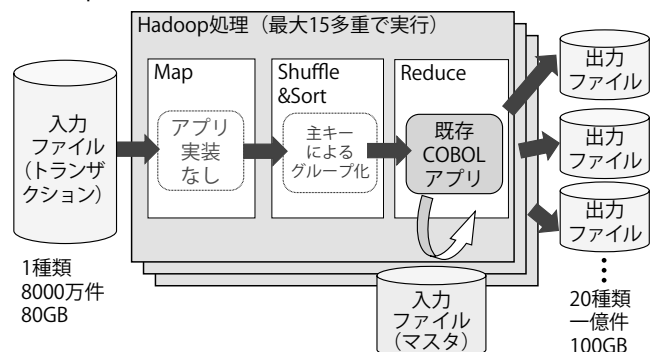 Hadoop処理（最大15多重で実行）
Map
アプリ
実装
なし
Shuffle
&Sort
主キー
による
グループ化
Reduce
既存
COBOL
アプリ
入力
ファイル
（トランザ
クション）
1種類
8000万件
80GB
入力
ファイル
（マスタ）
出力
ファイル
出力
ファイル
出力
ファイル
20種類
一億件
100GB